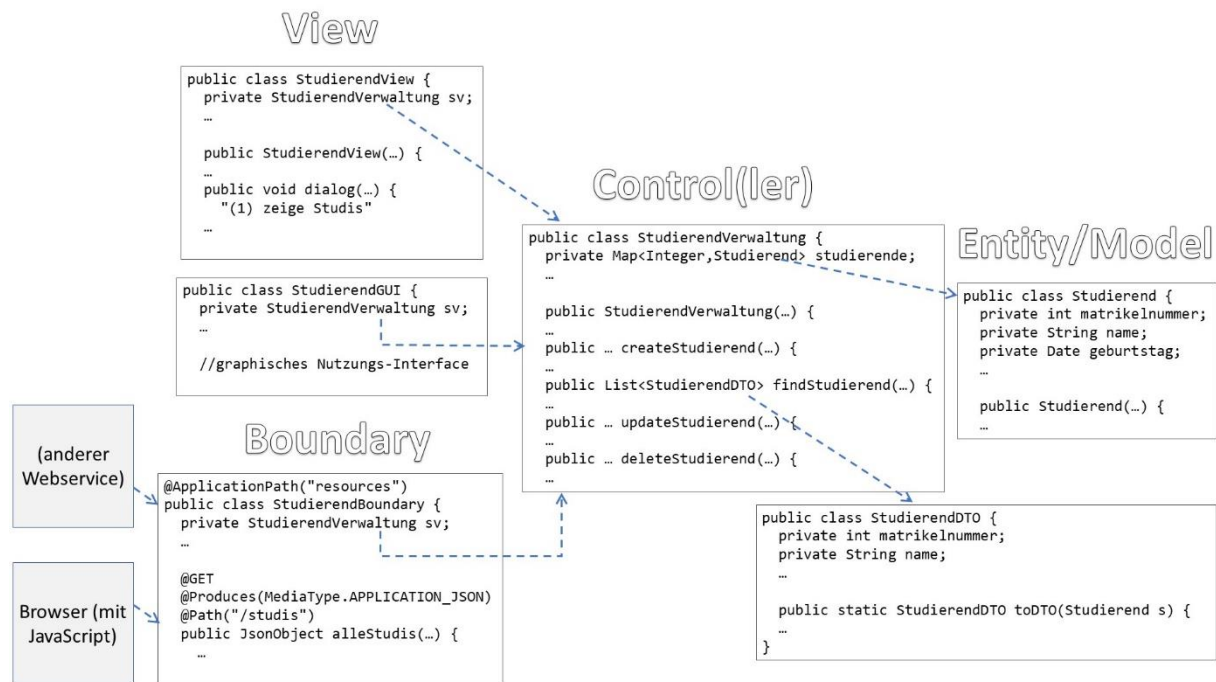 View
public class StudierendView {
  private StudierendVerwaltung sv;
  …
  public StudierendView(…) {
  …
  public void dialog(…) {
    "(1) zeige Studis"
  …
public class StudierendGUI {
  private StudierendVerwaltung sv;
  …
  //graphisches Nutzungs-Interface
Control(ler)
public class StudierendVerwaltung {
  private Map<Integer,Studierend> studierende;
  …
  public StudierendVerwaltung(…) {
  …
  public … createStudierend(…) {
  …
  public List<StudierendDTO> findStudierend(…) {
  …
  public … updateStudierend(…) {
  …
  public … deleteStudierend(…) {
  …
Entity/Model
public class Studierend {
  private int matrikelnummer;
  private String name;
  private Date geburtstag;
  …
  public Studierend(…) {
  …
(anderer
Webservice)
Browser (mit
JavaScript)
Boundary
@ApplicationPath("resources")
public class StudierendBoundary {
  private StudierendVerwaltung sv;
  …
  @GET
  @Produces(MediaType.APPLICATION_JSON)
  @Path("/studis")
  public JsonObject alleStudis(…) {
    …
public class StudierendDTO {
  private int matrikelnummer;
  private String name;
  …
  public static StudierendDTO toDTO(Studierend s) {
  …
}